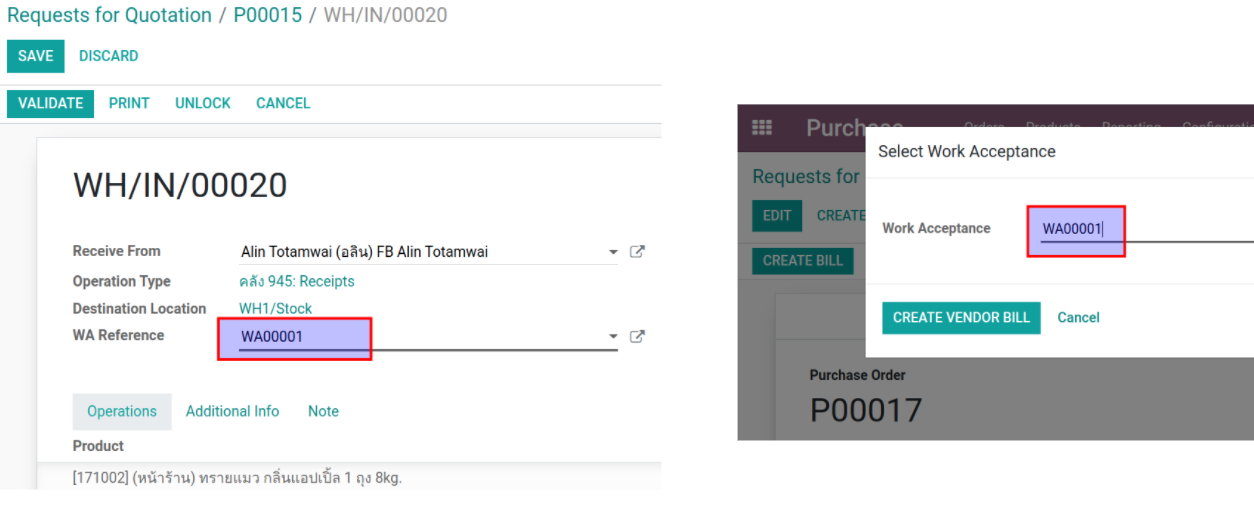 Requests for Quotation / P00015 / WH/IN/00020
SAVE DISCARD
VALIDATE PRINT UNLOCK CANCEL
WH/IN/00020
Receive From Alin Totamwai (อลิน) FB Alin Totamwai
Operation Type คลัง 945: Receipts
Destination Location WH1/Stock
WA Reference WA00001
Operations Additional Info Note
Product
[171002] (หน้าร้าน) ทรายแมว กลิ่นแอปเปิ้ล 1 ถุง 8kg.
Purchase Orders Products Reporting Configuratio
Select Work Acceptance
Requests for
EDIT CREATE
Work Acceptance WA00001
CREATE BILL
CREATE VENDOR BILL Cancel
Purchase Order
P00017